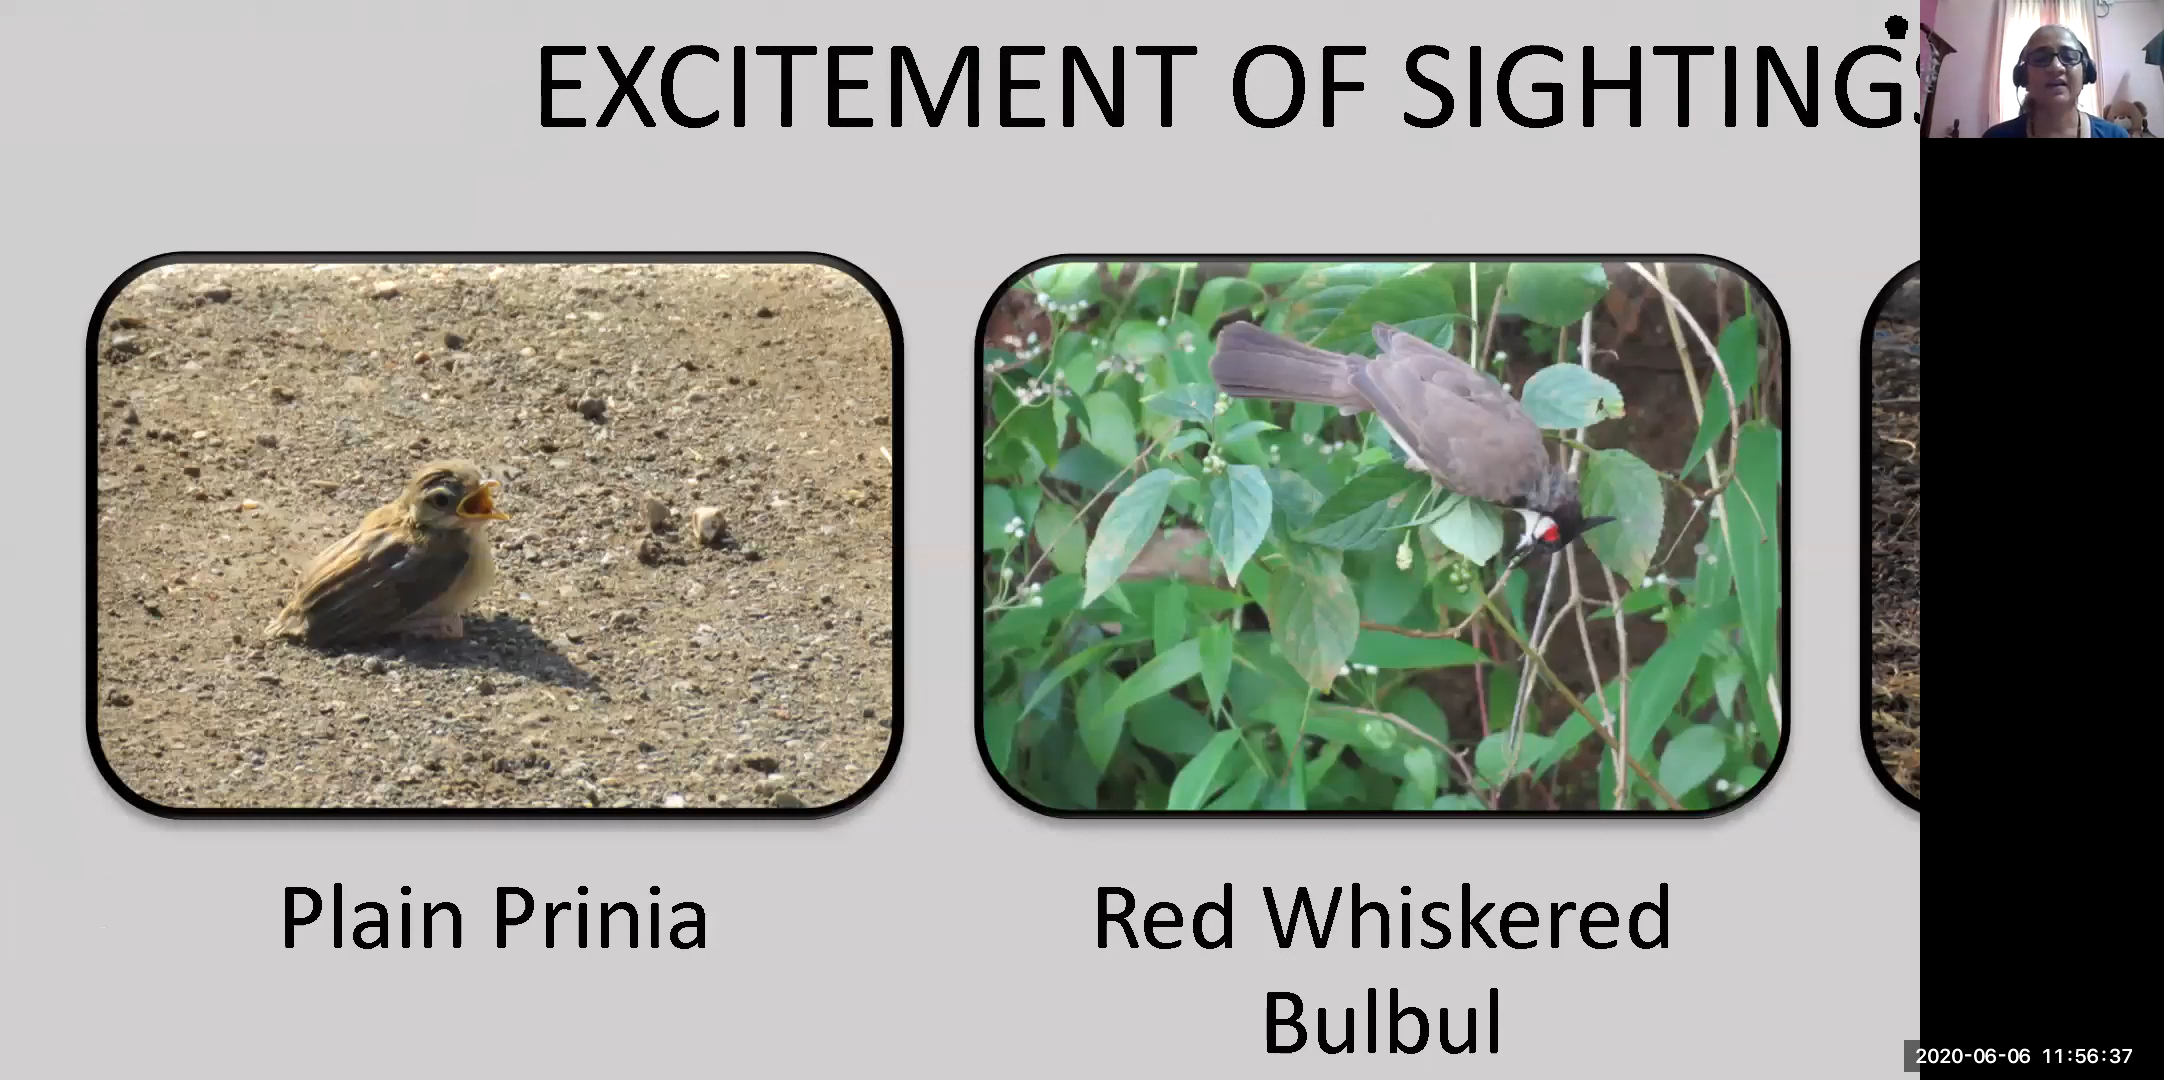 EXCITEMENT OF SIGHTINGS
Plain Prinia
Red Whiskered
Bulbul
2020-06-06 11:56:37